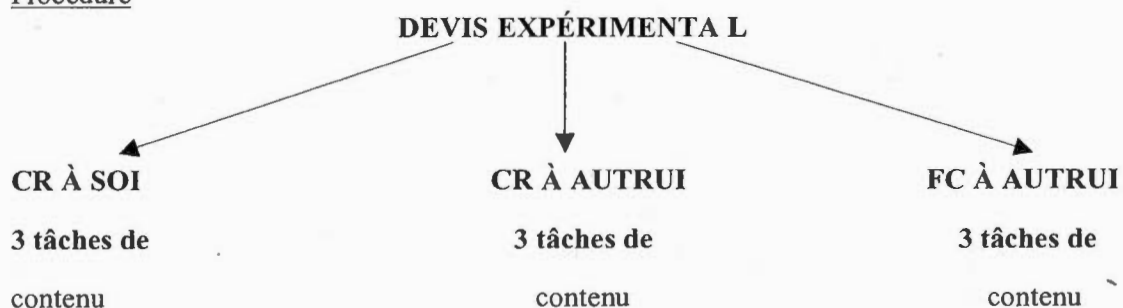 Procédure
DEVIS EXPÉRIMENTA L
CR À SOI CR À AUTRUI FC À AUTRUI
3 tâches de 3 tâches de 3 tâches de
contenu contenu contenu